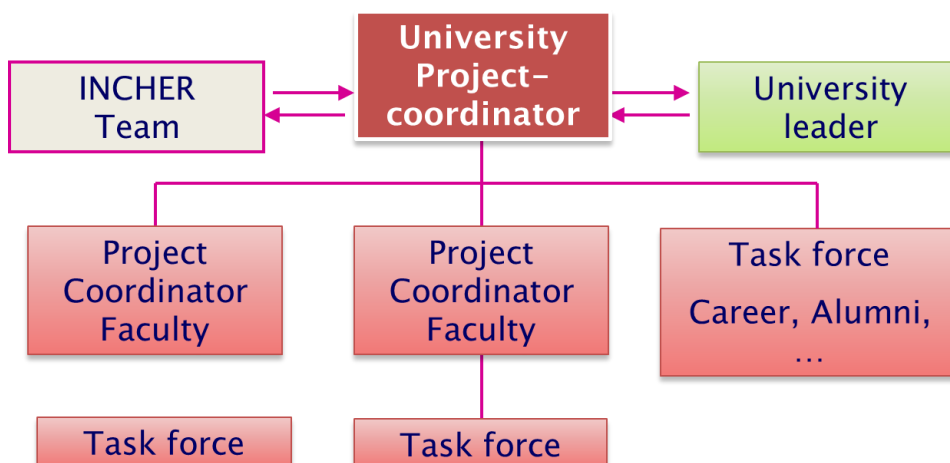 University
Project-
coordinator
INCHER
Team
University
leader
Project
Coordinator
Faculty
Project
Coordinator
Faculty
Task force
Career, Alumni,
...
Task force
Task force